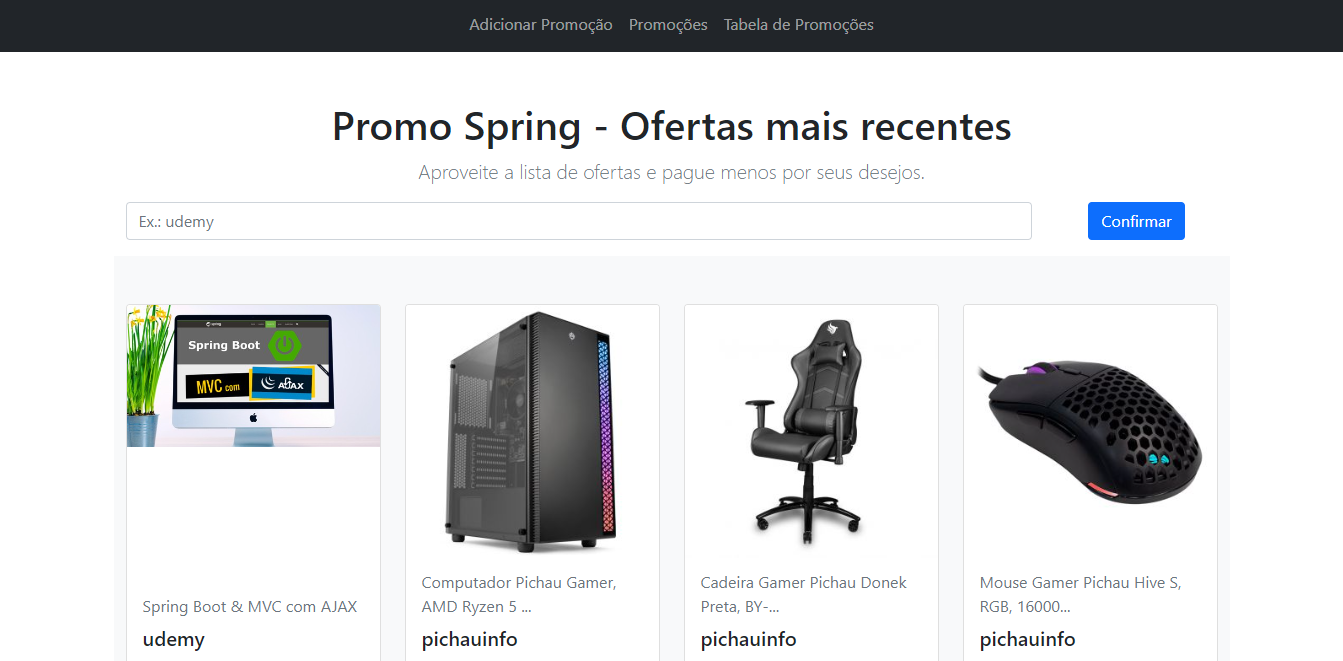 Adicionar Promoção Promoções Tabela de Promoções
Promo Spring - Ofertas mais recentes
Aproveite a lista de ofertas e pague menos por seus desejos.
Ex.: udemy
Confirmar
spring
Spring Boot
MVC com
AJAX
Spring Boot & MVC com AJAX
udemy
Computador Pichau Gamer,
AMD Ryzen 5 ...
pichauinfo
Cadeira Gamer Pichau Donek
Preta, BY-...
pichauinfo
Mouse Gamer Pichau Hive S,
RGB, 16000...
pichauinfo